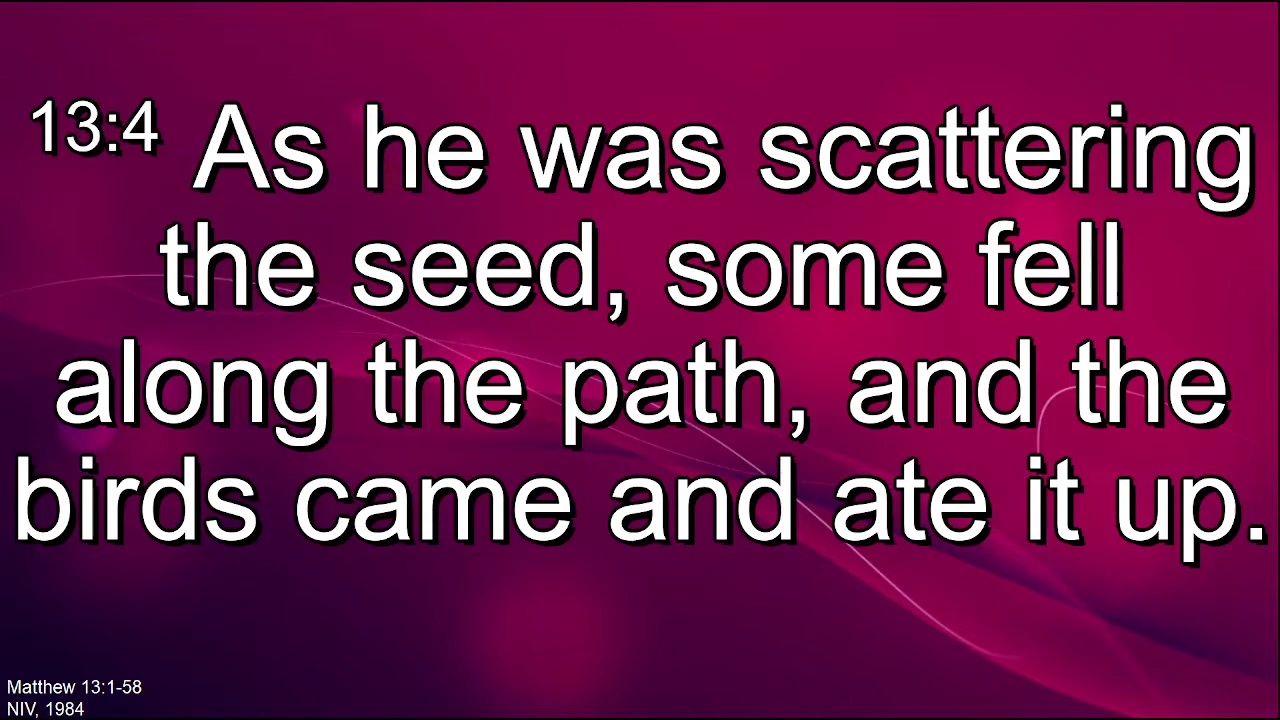 13:4 As he was scattering
the seed, some fell
along the path, and the
birds came and ate it up.
Matthew 13:1-58
NIV, 1984